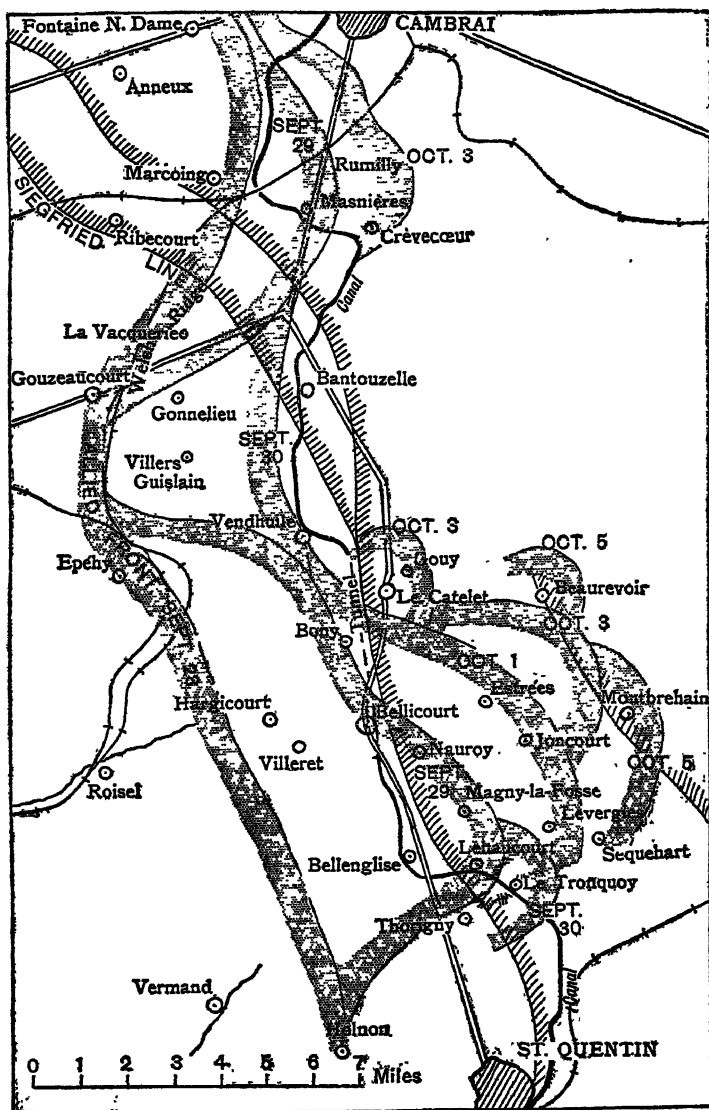 Fontaine N. Dame
CAMBRAI
Anneux
SEPT.
29
Rumilly
OCT. 3
Marcoing
Masnières
SIEGFRIED
LINE
Ribecourt
Crèvecœur
Canal
Ridge
La Vacquerie
Gouzeaucourt
Bantouzelle
Gonnelieu
SEPT.
30
Villers
Guislain
Vendhuile
OCT. 3
OCT. 5
Epéhy
FRONT
Gouy
Beaurevoir
Le Catelet
Tunnel
OCT. 3
Bony
OCT. 1
Estrées
Montbrehain
Hargicourt
Bellicourt
Joncourt
Villeret
Nauroy
OCT. 5
Roisel
SEPT.
29
Magny-la-Fosse
Levergies
Sequehart
Bellenglise
Lehaucourt
Le Tronquoy
SEPT.
30
Thorigny
Canal
Vermand
Holnon
ST. QUENTIN
0 1 2 3 4 5 6 7
Miles